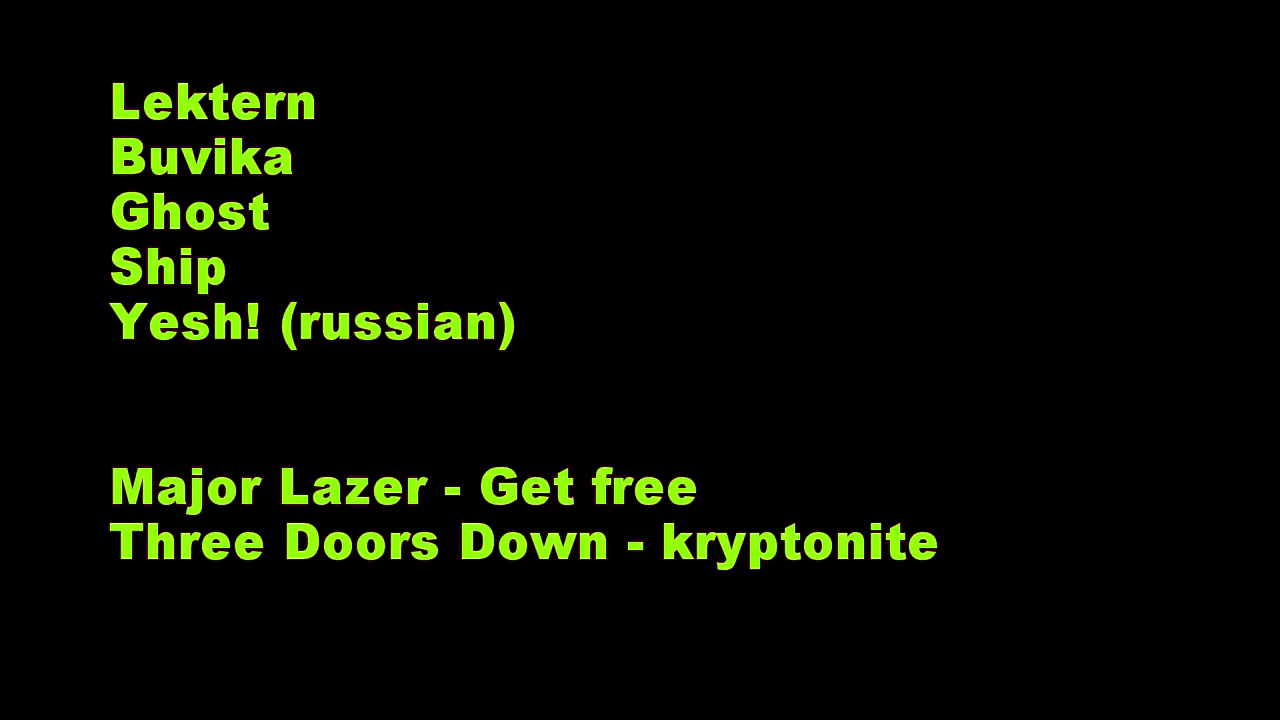 Lektern
Buvika
Ghost
Ship
Yesh! (russian)
Major Lazer - Get free
Three Doors Down - kryptonite